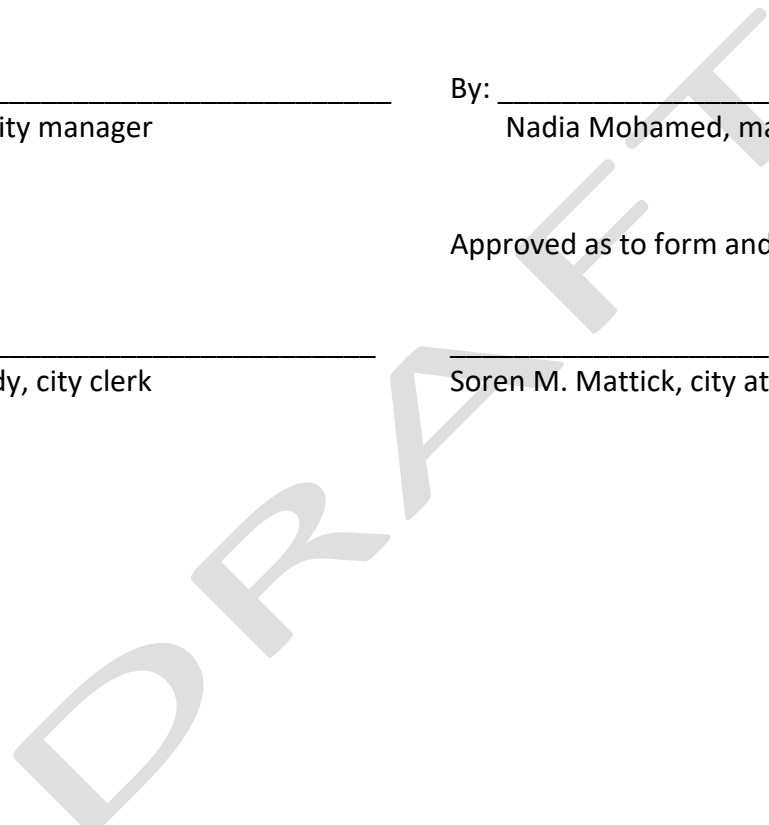 By:
ity manager Nadia Mohamed, ma
Approved as to form and
dy, city clerk Soren M. Mattick, city at
DRAFT